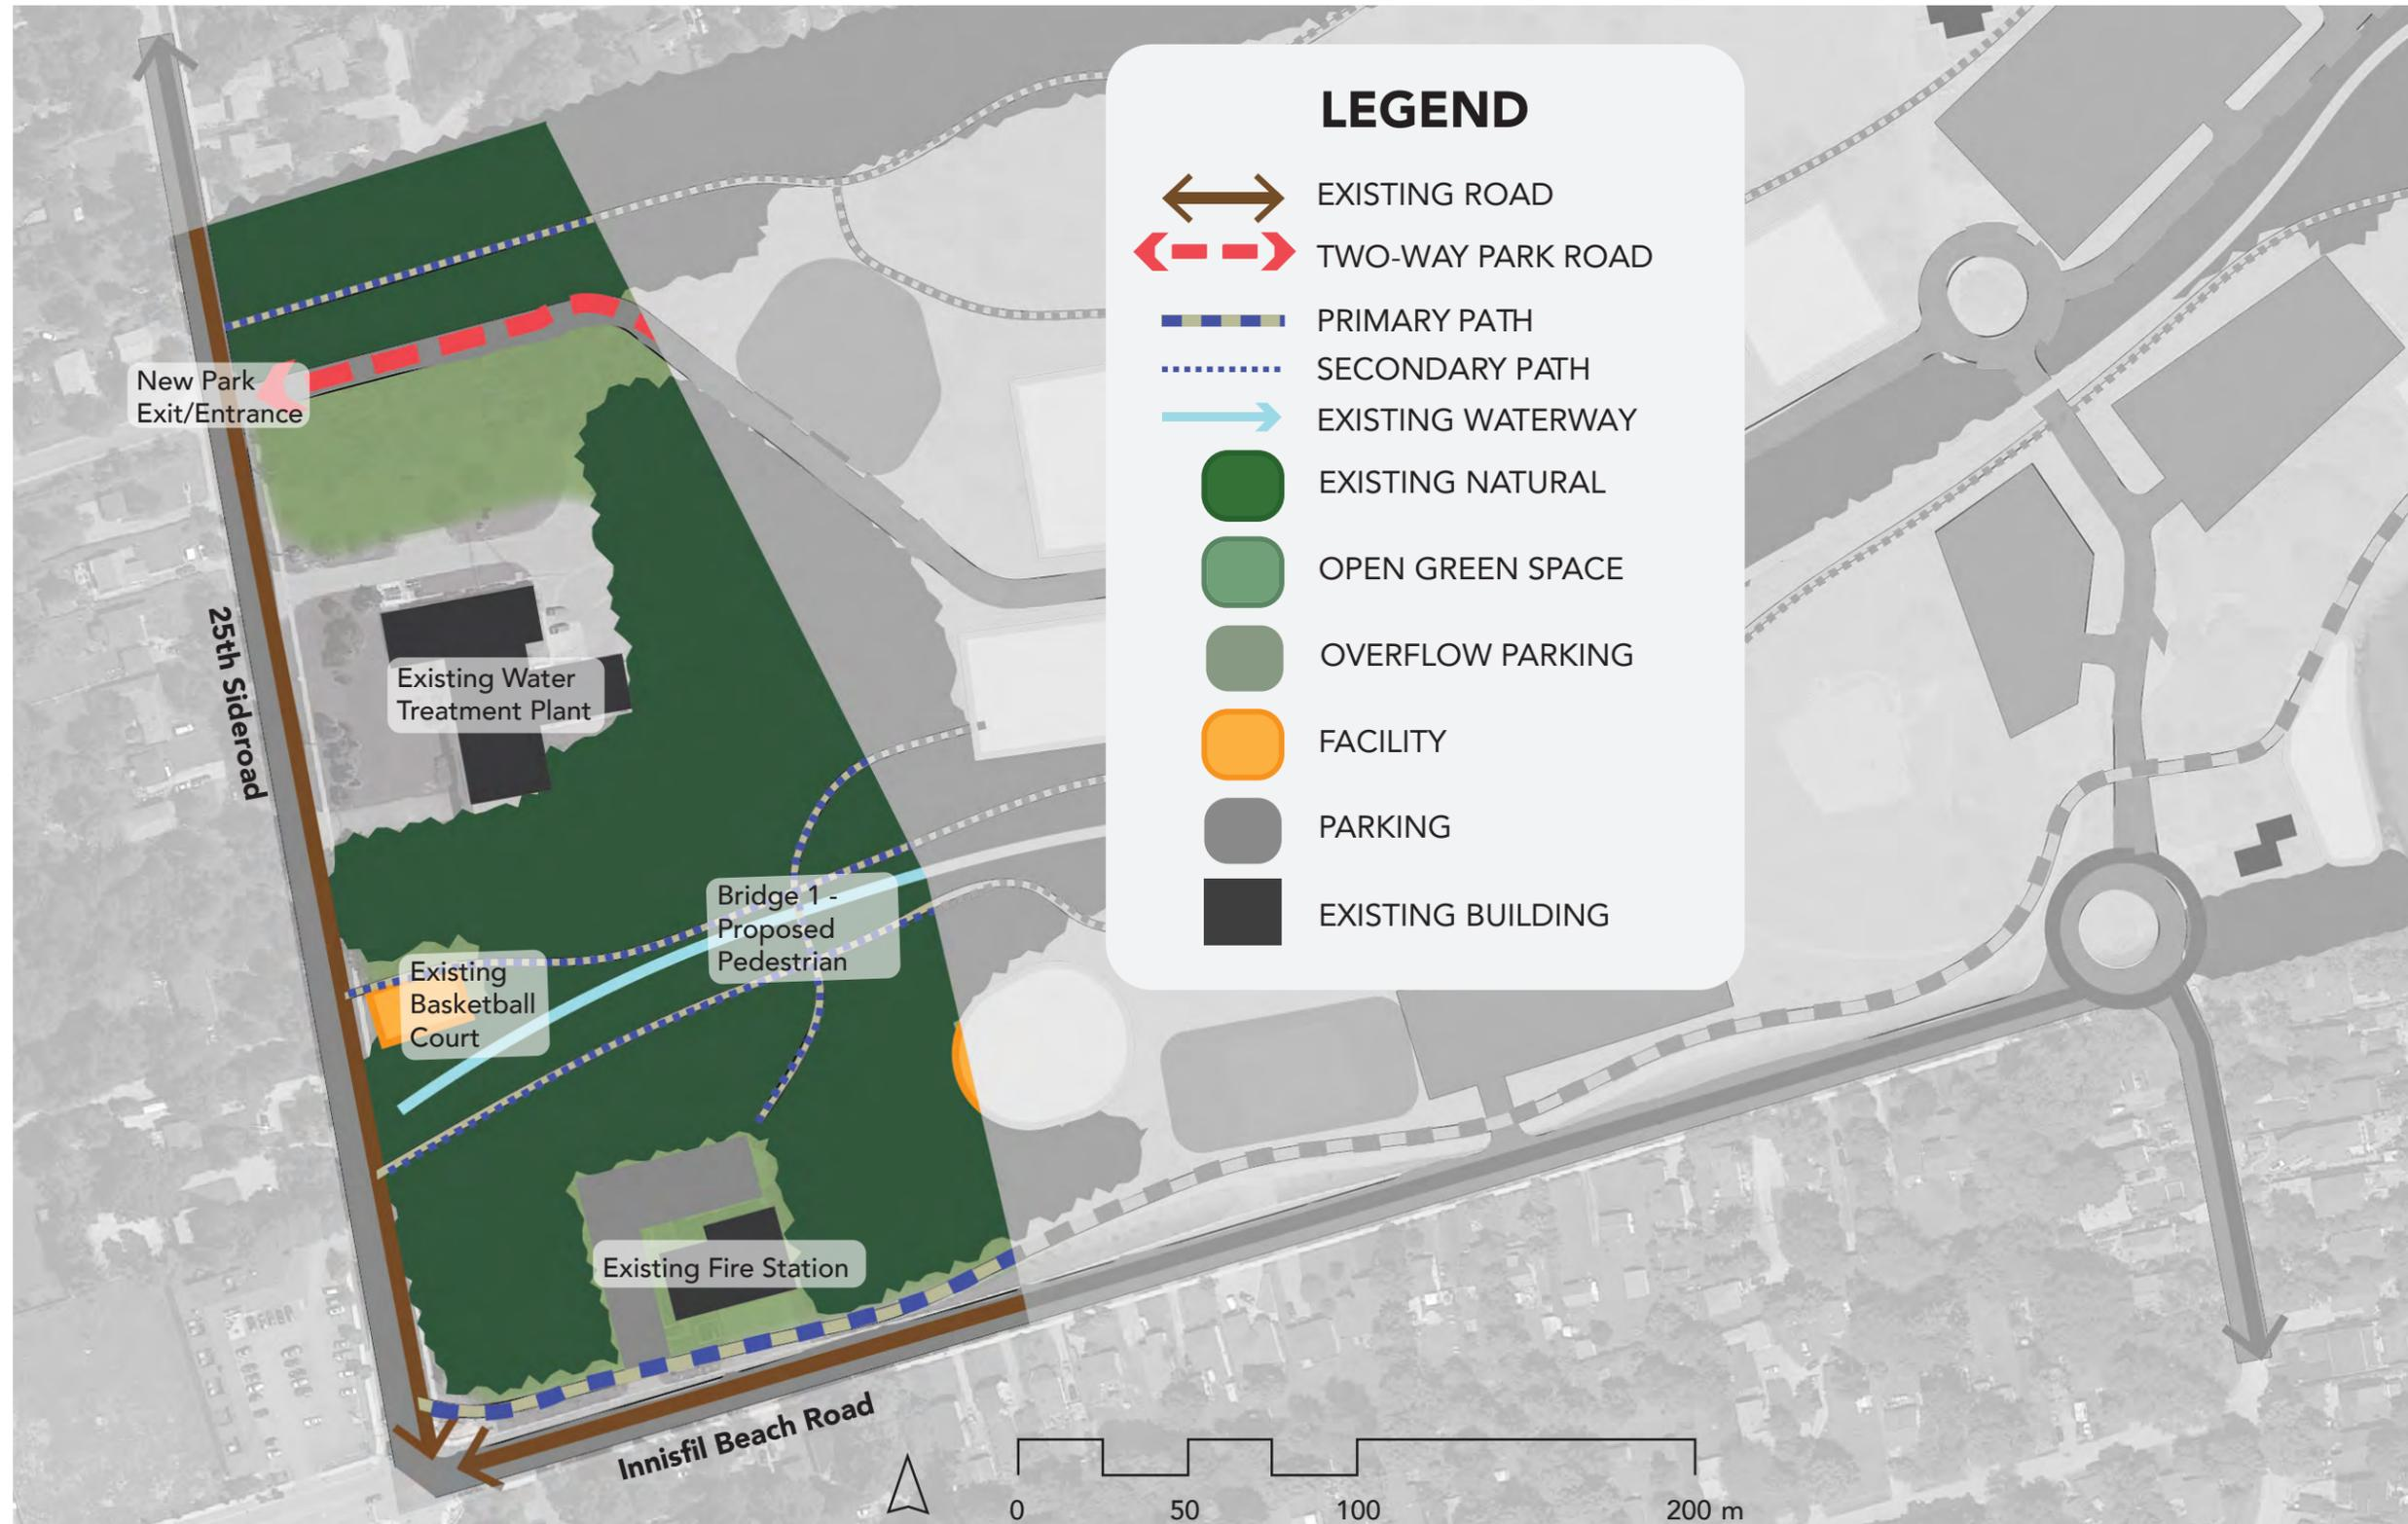 LEGEND
EXISTING ROAD
TWO-WAY PARK ROAD
PRIMARY PATH
SECONDARY PATH
EXISTING WATERWAY
EXISTING NATURAL
OPEN GREEN SPACE
OVERFLOW PARKING
FACILITY
PARKING
EXISTING BUILDING
New Park
Exit/Entrance
25th Sideroad
Existing Water
Treatment Plant
Bridge 1 -
Proposed
Pedestrian
Existing
Basketball
Court
Existing Fire Station
Innisfil Beach Road
0 50 100 200 m